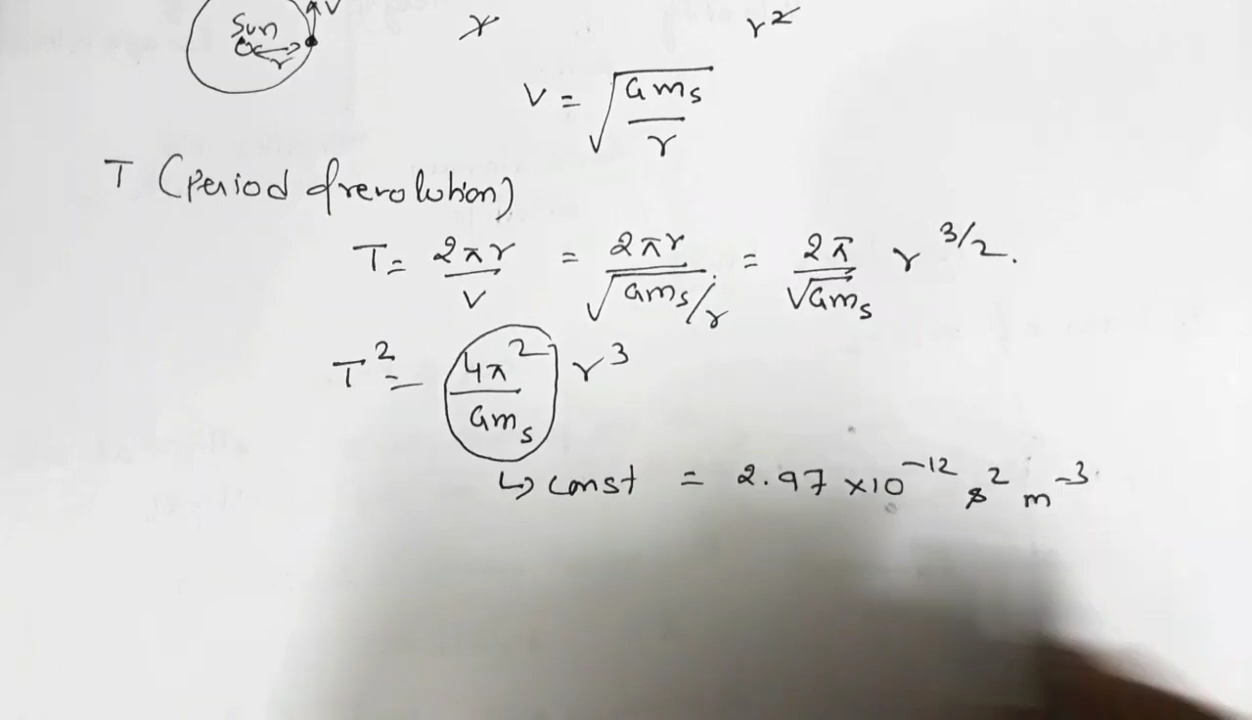 V
Sun
r
r r²
V = √(Gms/r)
T (Period of revolution)
T = 2πr/V = 2πr/√(Gms/r) = 2π/√Gms r^3/2.
T² = 4π²/Gms r³
↳ const = 2.97 × 10^-12 s² m^-3